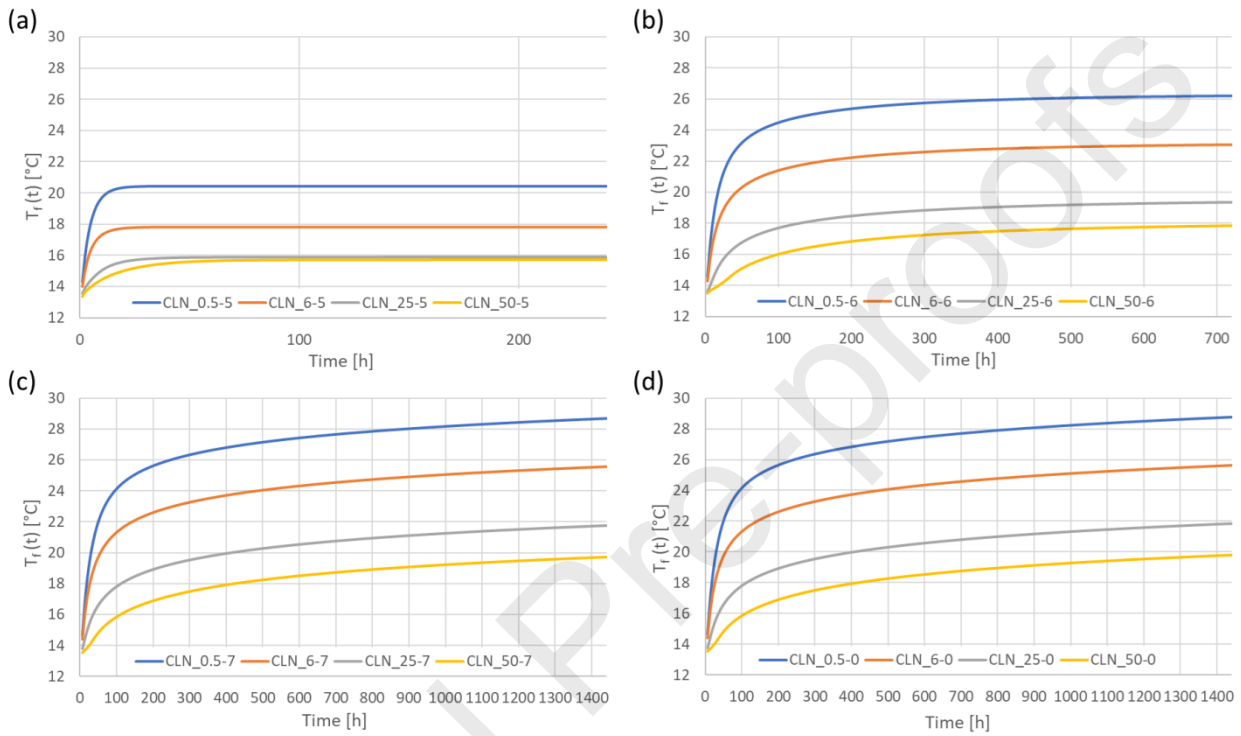 (a)
30
28
26
24
22
20
18
16
14
12
T_f (t) [°C]
CLN_0.5-5 CLN_6-5 CLN_25-5 CLN_50-5
0 100 200
Time [h]
(b)
30
28
26
24
22
20
18
16
14
12
T_f (t) [°C]
CLN_0.5-6 CLN_6-6 CLN_25-6 CLN_50-6
0 100 200 300 400 500 600 700
Time [h]
(c)
30
28
26
24
22
20
18
16
14
12
T_f (t) [°C]
CLN_0.5-7 CLN_6-7 CLN_25-7 CLN_50-7
0 100 200 300 400 500 600 700 800 900 1000 1100 1200 1300 1400
Time [h]
(d)
30
28
26
24
22
20
18
16
14
12
T_f (t) [°C]
CLN_0.5-0 CLN_6-0 CLN_25-0 CLN_50-0
0 100 200 300 400 500 600 700 800 900 1000 1100 1200 1300 1400
Time [h]
l Pre-proofs